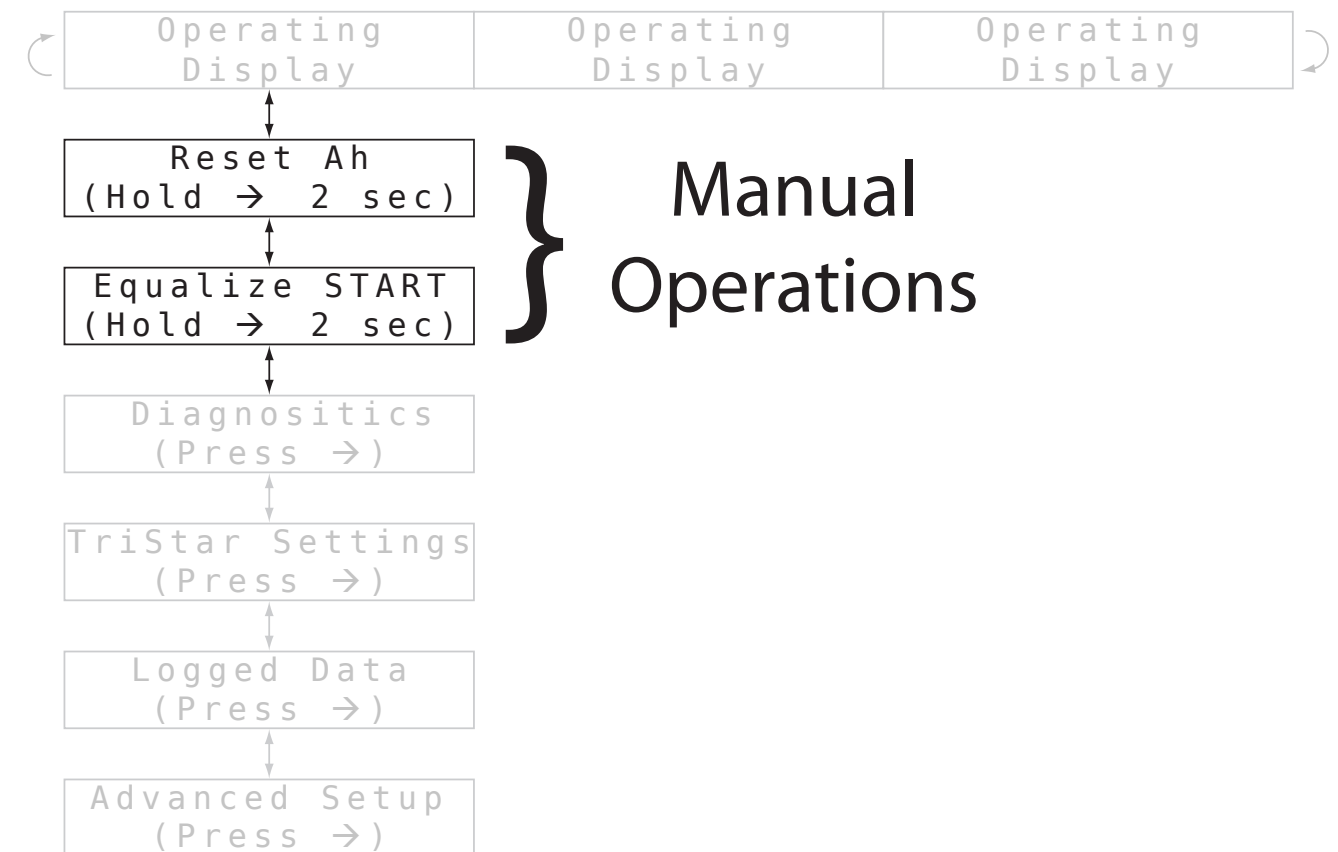 Operating Operating Operating
Display Display Display
Reset Ah
(Hold → 2 sec)
Equalize START
(Hold → 2 sec)
}
Manual
Operations
Diagnositics
(Press →)
TriStar Settings
(Press →)
Logged Data
(Press →)
Advanced Setup
(Press →)